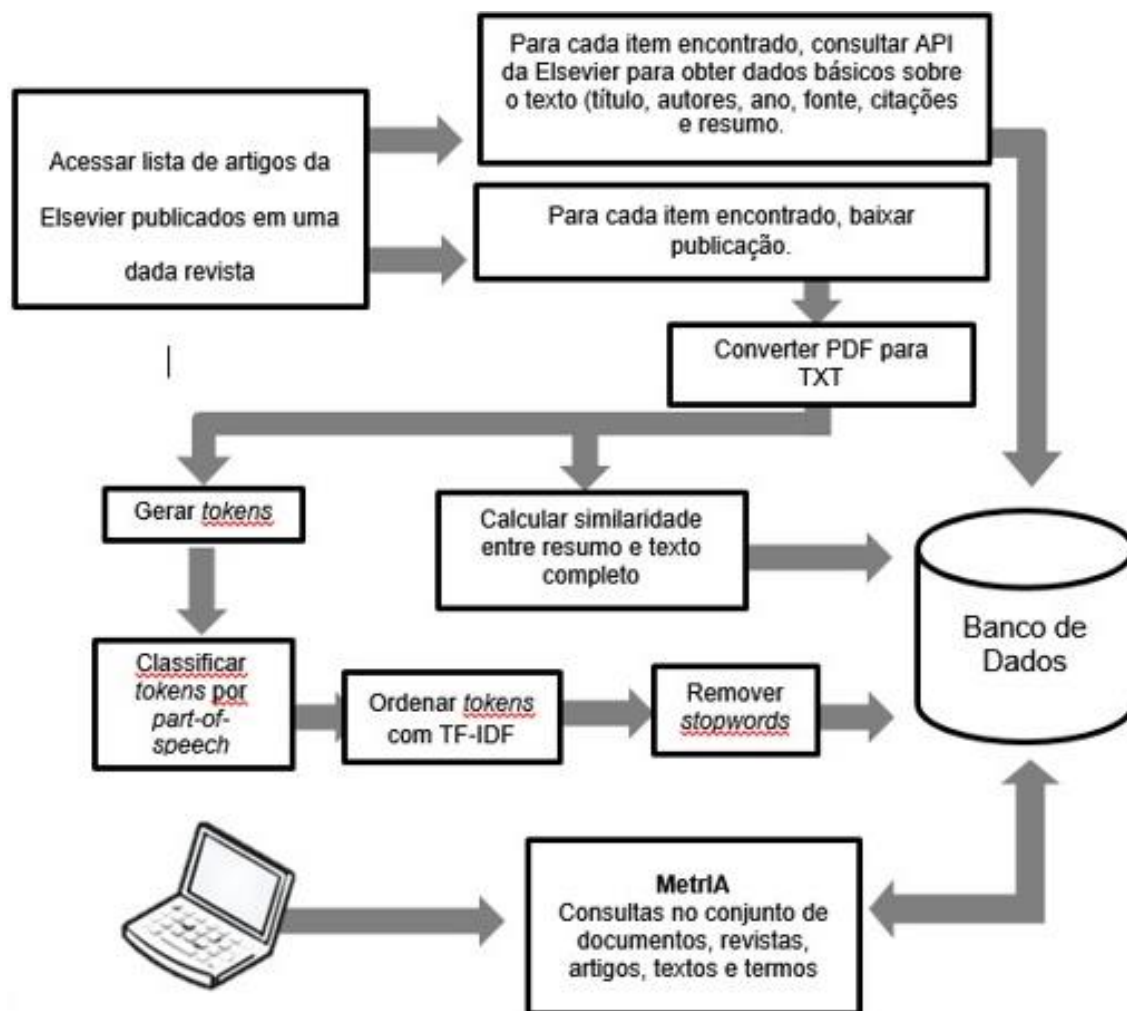 Para cada item encontrado, consultar API
da Elsevier para obter dados básicos sobre
o texto (título, autores, ano, fonte, citações
e resumo.
Acessar lista de artigos da
Elsevier publicados em uma
dada revista
Para cada item encontrado, baixar
publicação.
Converter PDF para
TXT
Gerar tokens
Calcular similaridade
entre resumo e texto
completo
Banco de
Dados
Classificar
tokens por
part-of-
speech
Ordenar tokens
com TF-IDF
Remover
stopwords
MetrIA
Consultas no conjunto de
documentos, revistas,
artigos, textos e termos